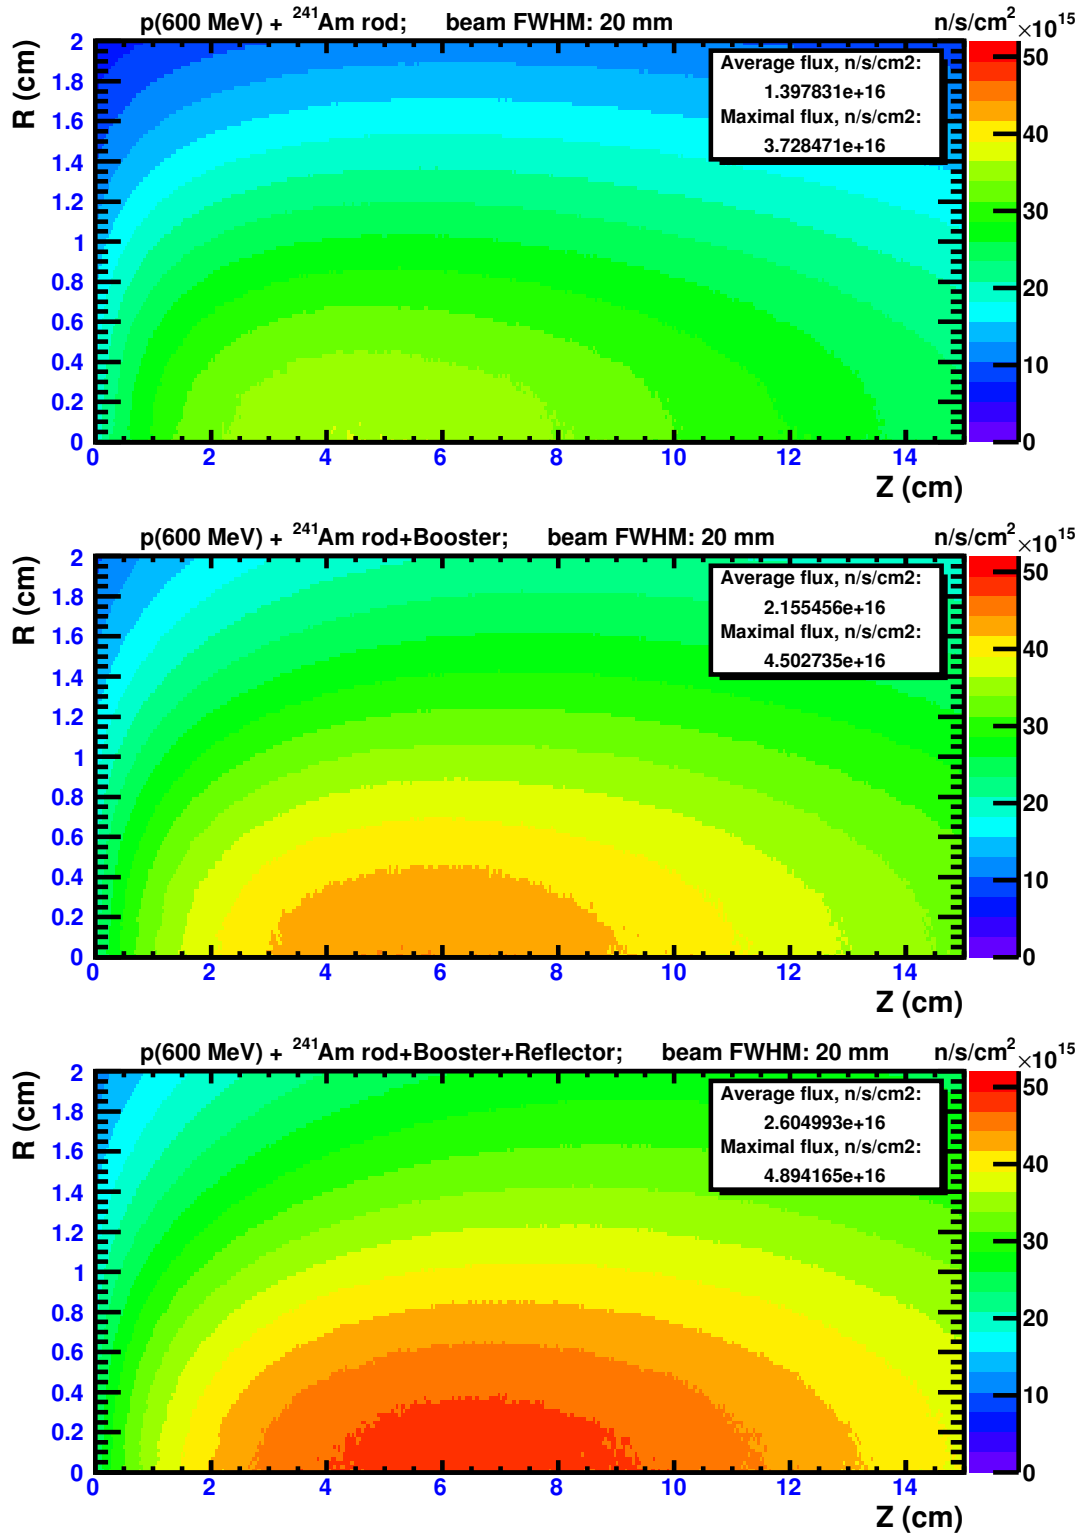 p(600 MeV) + ²⁴¹Am rod; beam FWHM: 20 mm n/s/cm² ×10¹⁵
R (cm)
2
1.8
1.6
1.4
1.2
1
0.8
0.6
0.4
0.2
0
Average flux, n/s/cm2:
1.397831e+16
Maximal flux, n/s/cm2:
3.728471e+16
50
40
30
20
10
0
0 2 4 6 8 10 12 14
Z (cm)
p(600 MeV) + ²⁴¹Am rod+Booster; beam FWHM: 20 mm n/s/cm² ×10¹⁵
R (cm)
2
1.8
1.6
1.4
1.2
1
0.8
0.6
0.4
0.2
0
Average flux, n/s/cm2:
2.155456e+16
Maximal flux, n/s/cm2:
4.502735e+16
50
40
30
20
10
0
0 2 4 6 8 10 12 14
Z (cm)
p(600 MeV) + ²⁴¹Am rod+Booster+Reflector; beam FWHM: 20 mm n/s/cm² ×10¹⁵
R (cm)
2
1.8
1.6
1.4
1.2
1
0.8
0.6
0.4
0.2
0
Average flux, n/s/cm2:
2.604993e+16
Maximal flux, n/s/cm2:
4.894165e+16
50
40
30
20
10
0
0 2 4 6 8 10 12 14
Z (cm)